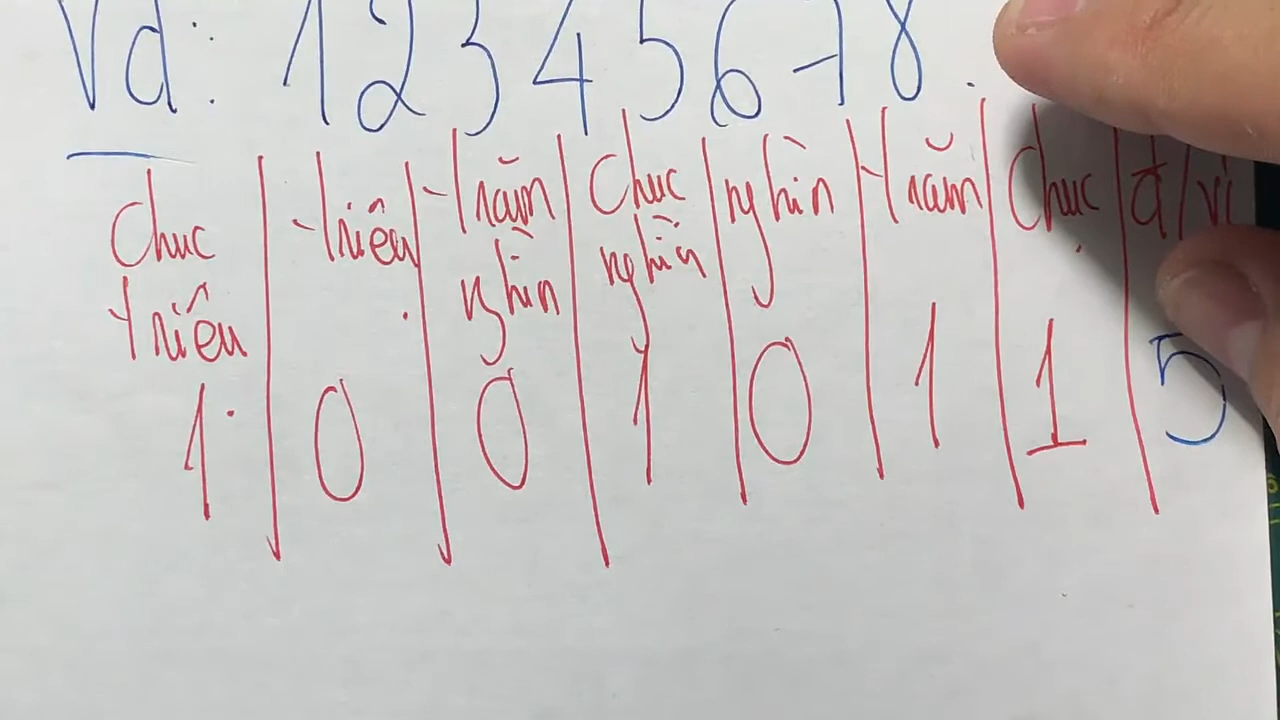 Vd: 12345678.
Chục triệu | triệu | trăm nghìn | Chục nghìn | nghìn | trăm | Chục | đ/vị
1 | 0 | 0 | 1 | 0 | 1 | 1 | 5